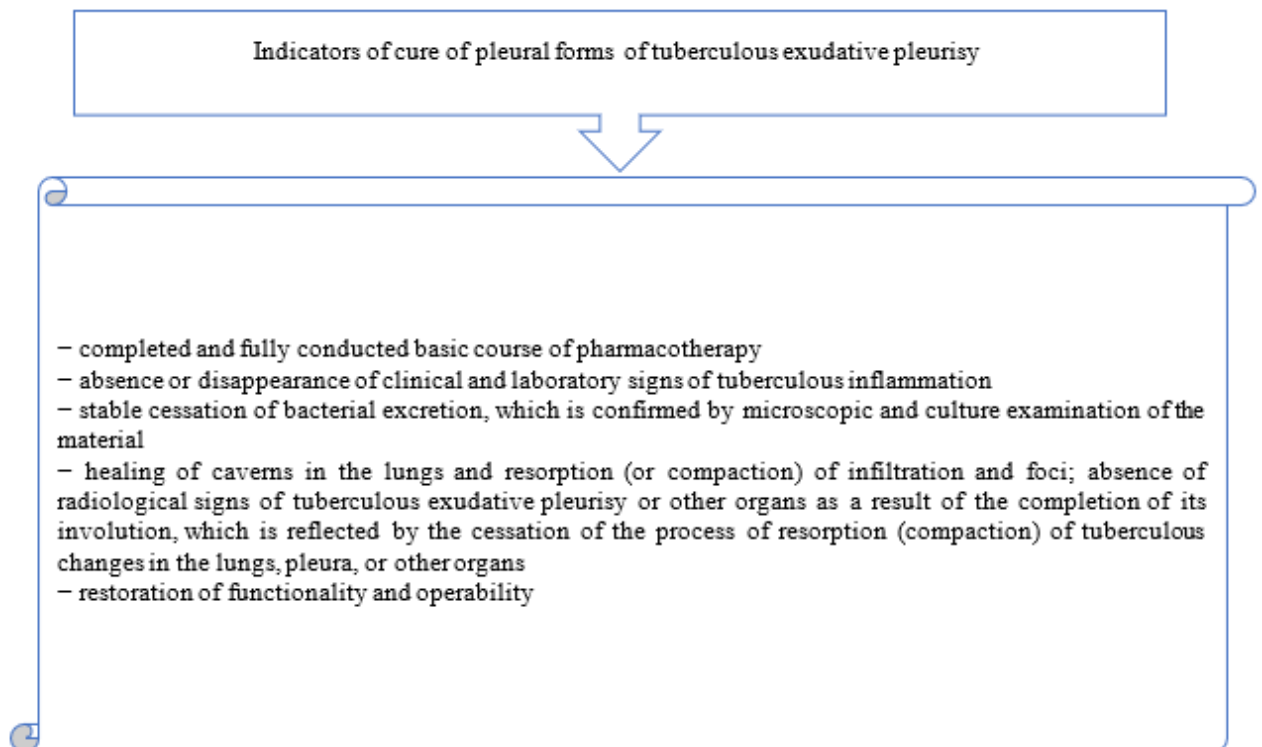 Indicators of cure of pleural forms of tuberculous exudative pleurisy
– completed and fully conducted basic course of pharmacotherapy
– absence or disappearance of clinical and laboratory signs of tuberculous inflammation
– stable cessation of bacterial excretion, which is confirmed by microscopic and culture examination of the
material
– healing of caverns in the lungs and resorption (or compaction) of infiltration and foci; absence of
radiological signs of tuberculous exudative pleurisy or other organs as a result of the completion of its
involution, which is reflected by the cessation of the process of resorption (compaction) of tuberculous
changes in the lungs, pleura, or other organs
– restoration of functionality and operability